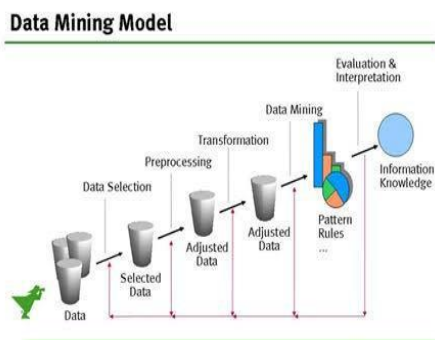 Data Mining Model
Evaluation &
Interpretation
Data Mining
Transformation
Preprocessing
Data Selection
Information
Knowledge
Pattern
Rules
...
Adjusted
Data
Adjusted
Data
Selected
Data
Data